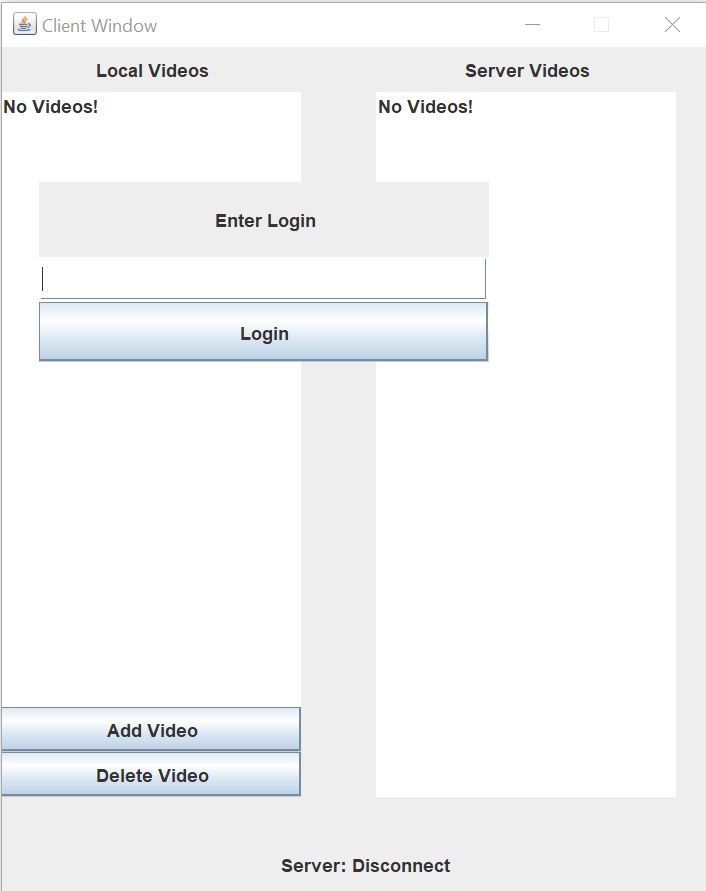 Client Window
Local Videos
Server Videos
No Videos!
No Videos!
Enter Login
Login
Add Video
Delete Video
Server: Disconnect